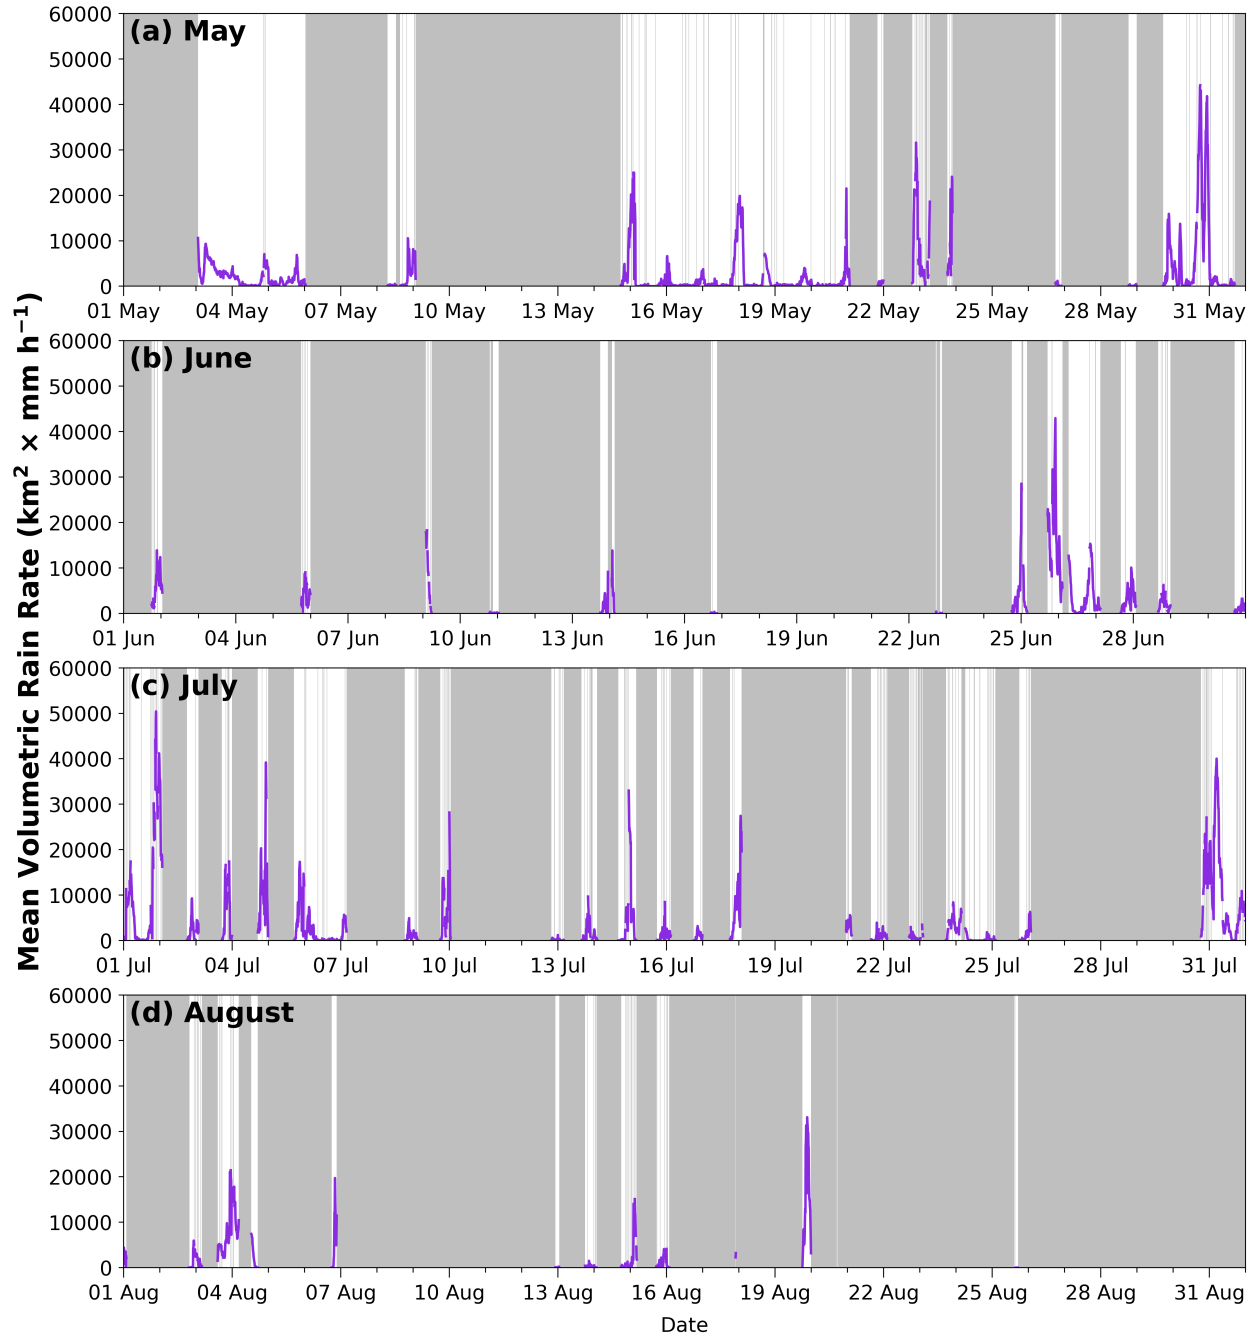 Mean Volumetric Rain Rate (km² × mm h⁻¹)
(a) May
60000
50000
40000
30000
20000
10000
0
01 May 04 May 07 May 10 May 13 May 16 May 19 May 22 May 25 May 28 May 31 May
(b) June
60000
50000
40000
30000
20000
10000
0
01 Jun 04 Jun 07 Jun 10 Jun 13 Jun 16 Jun 19 Jun 22 Jun 25 Jun 28 Jun
(c) July
60000
50000
40000
30000
20000
10000
0
01 Jul 04 Jul 07 Jul 10 Jul 13 Jul 16 Jul 19 Jul 22 Jul 25 Jul 28 Jul 31 Jul
(d) August
60000
50000
40000
30000
20000
10000
0
01 Aug 04 Aug 07 Aug 10 Aug 13 Aug 16 Aug 19 Aug 22 Aug 25 Aug 28 Aug 31 Aug
Date